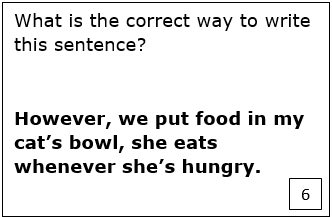 What is the correct way to write
this sentence?
However, we put food in my
cat’s bowl, she eats
whenever she’s hungry.
6